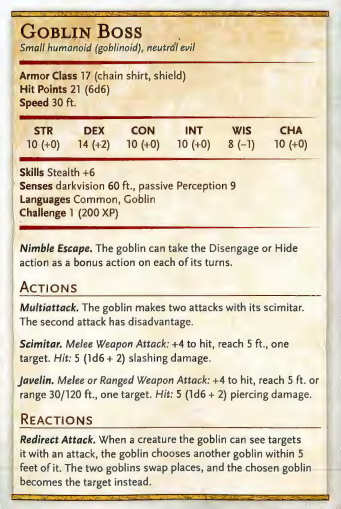 GOBLIN BOSS
Small humanoid (goblinoid), neutral evil
Armor Class 17 (chain shirt, shield)
Hit Points 21 (6d6)
Speed 30 ft.
STR DEX CON INT WIS CHA
10 (+0) 14 (+2) 10 (+0) 10 (+0) 8 (−1) 10 (+0)
Skills Stealth +6
Senses darkvision 60 ft., passive Perception 9
Languages Common, Goblin
Challenge 1 (200 XP)
Nimble Escape. The goblin can take the Disengage or Hide
action as a bonus action on each of its turns.
ACTIONS
Multiattack. The goblin makes two attacks with its scimitar.
The second attack has disadvantage.
Scimitar. Melee Weapon Attack: +4 to hit, reach 5 ft., one
target. Hit: 5 (1d6 + 2) slashing damage.
Javelin. Melee or Ranged Weapon Attack: +4 to hit, reach 5 ft. or
range 30/120 ft., one target. Hit: 5 (1d6 + 2) piercing damage.
REACTIONS
Redirect Attack. When a creature the goblin can see targets
it with an attack, the goblin chooses another goblin within 5
feet of it. The two goblins swap places, and the chosen goblin
becomes the target instead.